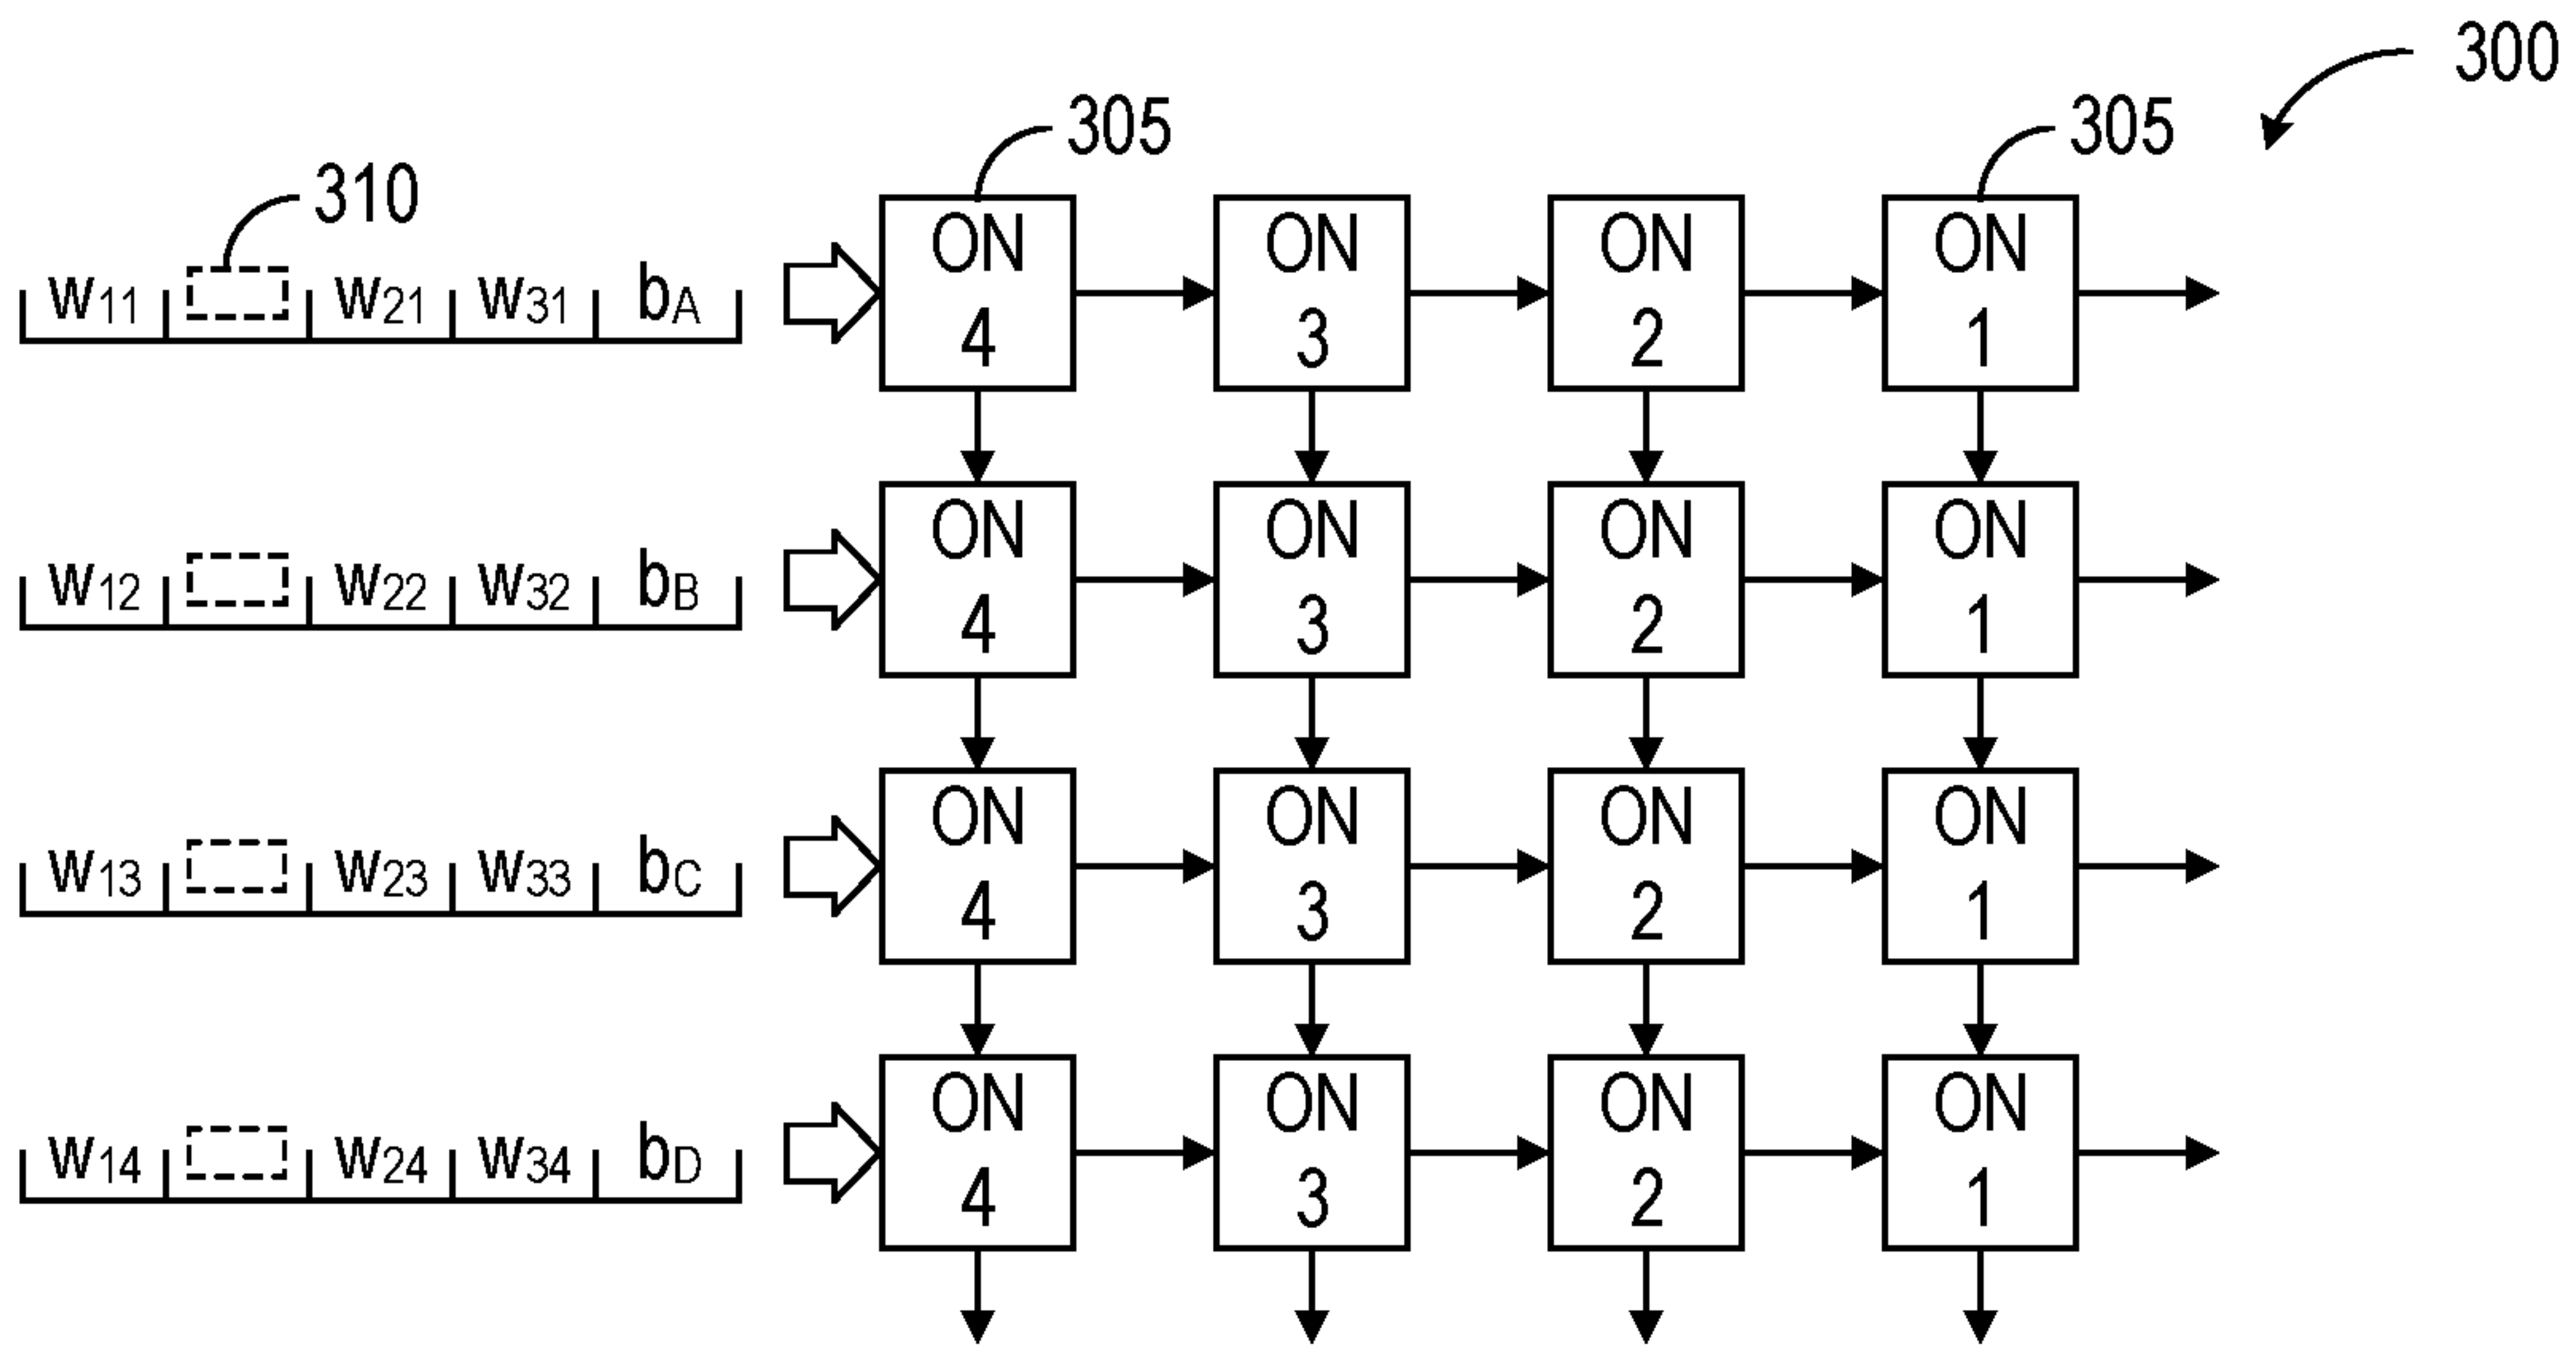 300
305 305
310
w11 w21 w31 bA ON 4 ON 3 ON 2 ON 1
w12 w22 w32 bB ON 4 ON 3 ON 2 ON 1
w13 w23 w33 bC ON 4 ON 3 ON 2 ON 1
w14 w24 w34 bD ON 4 ON 3 ON 2 ON 1